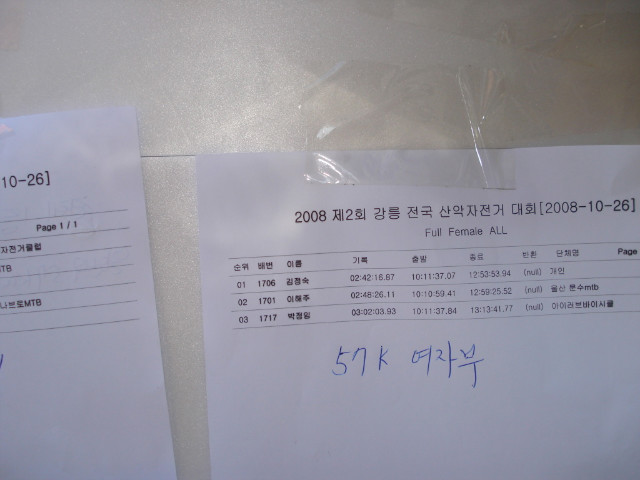 10-26]
Page 1 / 1
자전거클럽
MTB
나브로MTB
2008 제2회 강릉 전국 산악자전거 대회[2008-10-26]
Full Female ALL
Page
순위 배번 이름 기록 출발 종료 반환 단체명
01 1706 김정숙 02:42:16.87 10:11:37.07 12:53:53.94 (null) 개인
02 1701 이해주 02:48:26.11 10:10:59.41 12:59:25.52 (null) 울산 문수mtb
03 1717 박정임 03:02:03.93 10:11:37.84 13:13:41.77 (null) 아이러브바이시클
57K 여자부